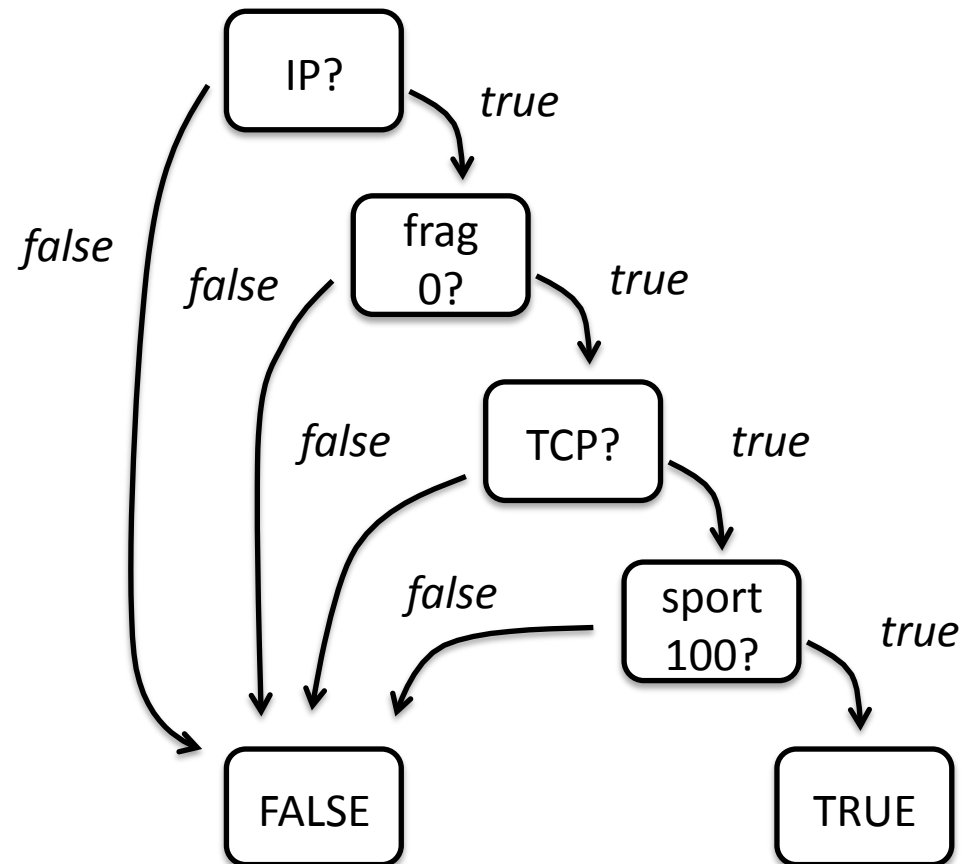 IP?
true
false
frag
0?
false
true
TCP?
false
true
sport
100?
false
true
FALSE
TRUE